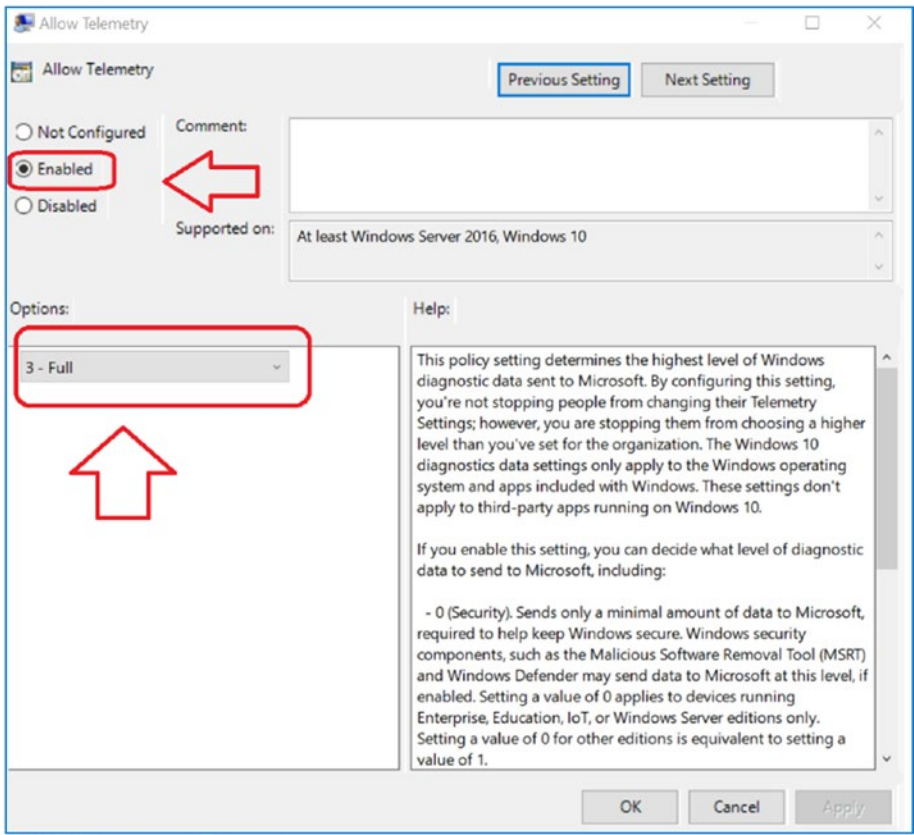 Allow Telemetry
Allow Telemetry
Previous Setting
Next Setting
Not Configured
Comment:
Enabled
Disabled
Supported on:
At least Windows Server 2016, Windows 10
Options:
Help:
3 - Full
This policy setting determines the highest level of Windows
diagnostic data sent to Microsoft. By configuring this setting,
you're not stopping people from changing their Telemetry
Settings; however, you are stopping them from choosing a higher
level than you've set for the organization. The Windows 10
diagnostics data settings only apply to the Windows operating
system and apps included with Windows. These settings don't
apply to third-party apps running on Windows 10.
If you enable this setting, you can decide what level of diagnostic
data to send to Microsoft, including:
- 0 (Security). Sends only a minimal amount of data to Microsoft,
required to help keep Windows secure. Windows security
components, such as the Malicious Software Removal Tool (MSRT)
and Windows Defender may send data to Microsoft at this level, if
enabled. Setting a value of 0 applies to devices running
Enterprise, Education, IoT, or Windows Server editions only.
Setting a value of 0 for other editions is equivalent to setting a
value of 1.
OK
Cancel
Apply